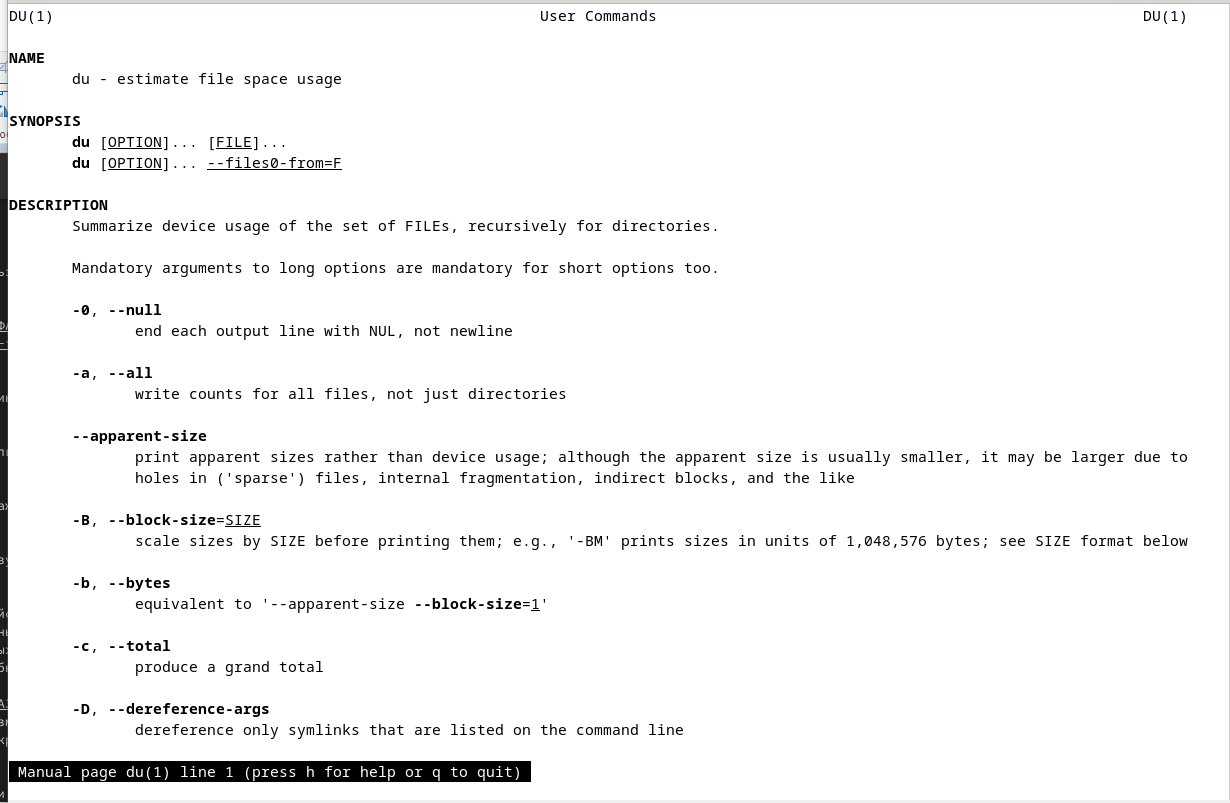 DU(1) User Commands DU(1)
NAME
du - estimate file space usage
SYNOPSIS
du [OPTION]... [FILE]...
du [OPTION]... --files0-from=F
DESCRIPTION
Summarize device usage of the set of FILEs, recursively for directories.
Mandatory arguments to long options are mandatory for short options too.
-0, --null
end each output line with NUL, not newline
-a, --all
write counts for all files, not just directories
--apparent-size
print apparent sizes rather than device usage; although the apparent size is usually smaller, it may be larger due to
holes in ('sparse') files, internal fragmentation, indirect blocks, and the like
-B, --block-size=SIZE
scale sizes by SIZE before printing them; e.g., '-BM' prints sizes in units of 1,048,576 bytes; see SIZE format below
-b, --bytes
equivalent to '--apparent-size --block-size=1'
-c, --total
produce a grand total
-D, --dereference-args
dereference only symlinks that are listed on the command line
Manual page du(1) line 1 (press h for help or q to quit)